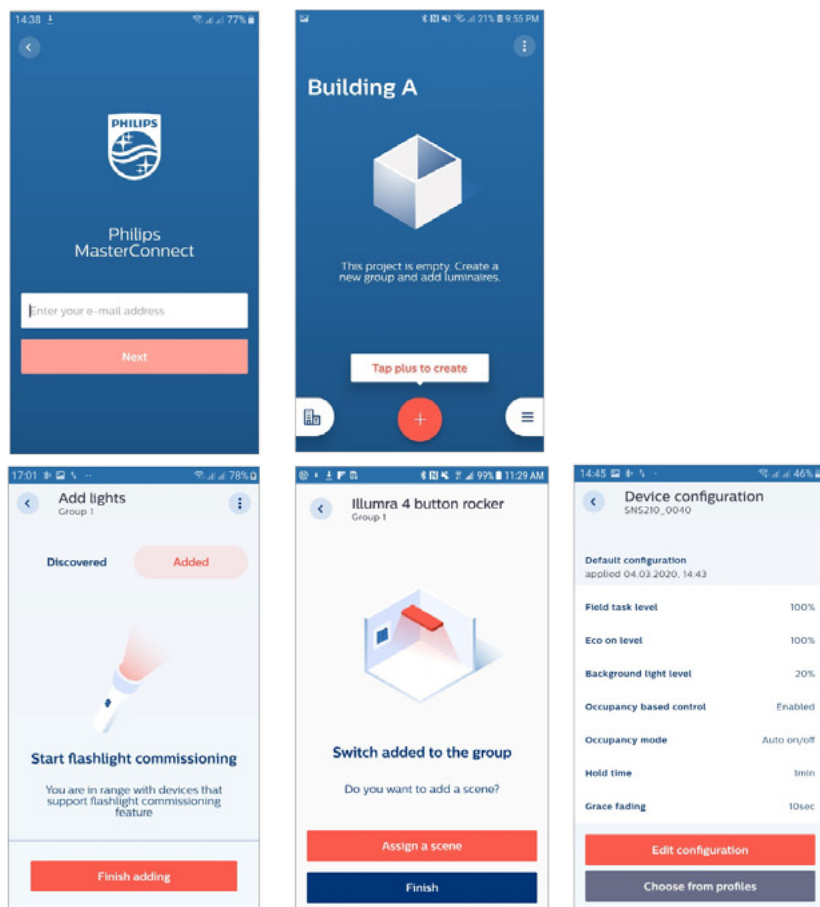 14:38 77%
PHILIPS
Philips
MasterConnect
Enter your e-mail address
Next
21% 9:55 PM
Building A
This project is empty. Create a
new group and add luminaires.
Tap plus to create
+
17:01 78%
Add lights
Group 1
Discovered Added
Start flashlight commissioning
You are in range with devices that
support flashlight commissioning
feature
Finish adding
99% 11:29 AM
Illumra 4 button rocker
Group 1
Switch added to the group
Do you want to add a scene?
Assign a scene
Finish
14:45 46%
Device configuration
SNS210_0040
Default configuration
applied 04.03.2020, 14:43
Field task level 100%
Eco on level 100%
Background light level 20%
Occupancy based control Enabled
Occupancy mode Auto on/off
Hold time 1min
Grace fading 10sec
Edit configuration
Choose from profiles